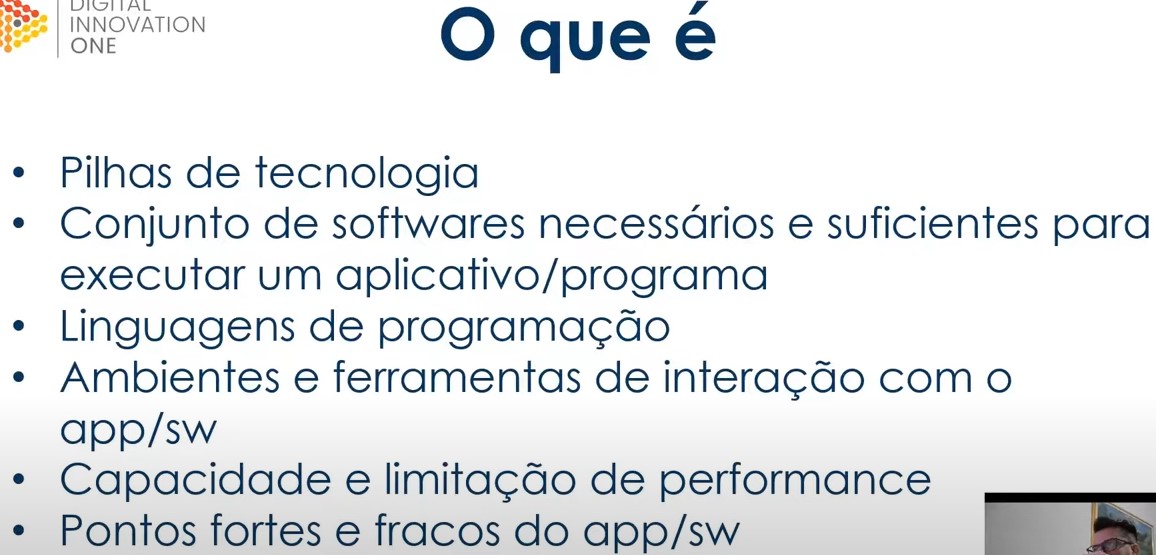 DIGITAL
INNOVATION
ONE
O que é
• Pilhas de tecnologia
• Conjunto de softwares necessários e suficientes para
executar um aplicativo/programa
• Linguagens de programação
• Ambientes e ferramentas de interação com o
app/sw
• Capacidade e limitação de performance
• Pontos fortes e fracos do app/sw